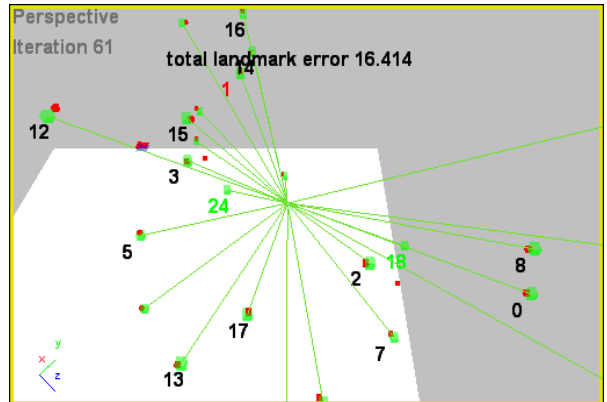 Perspective
16
Iteration 61
total landmark error 16.414
14
1
12
15
3
24
5
18
2
8
0
17
7
13
x
y
z